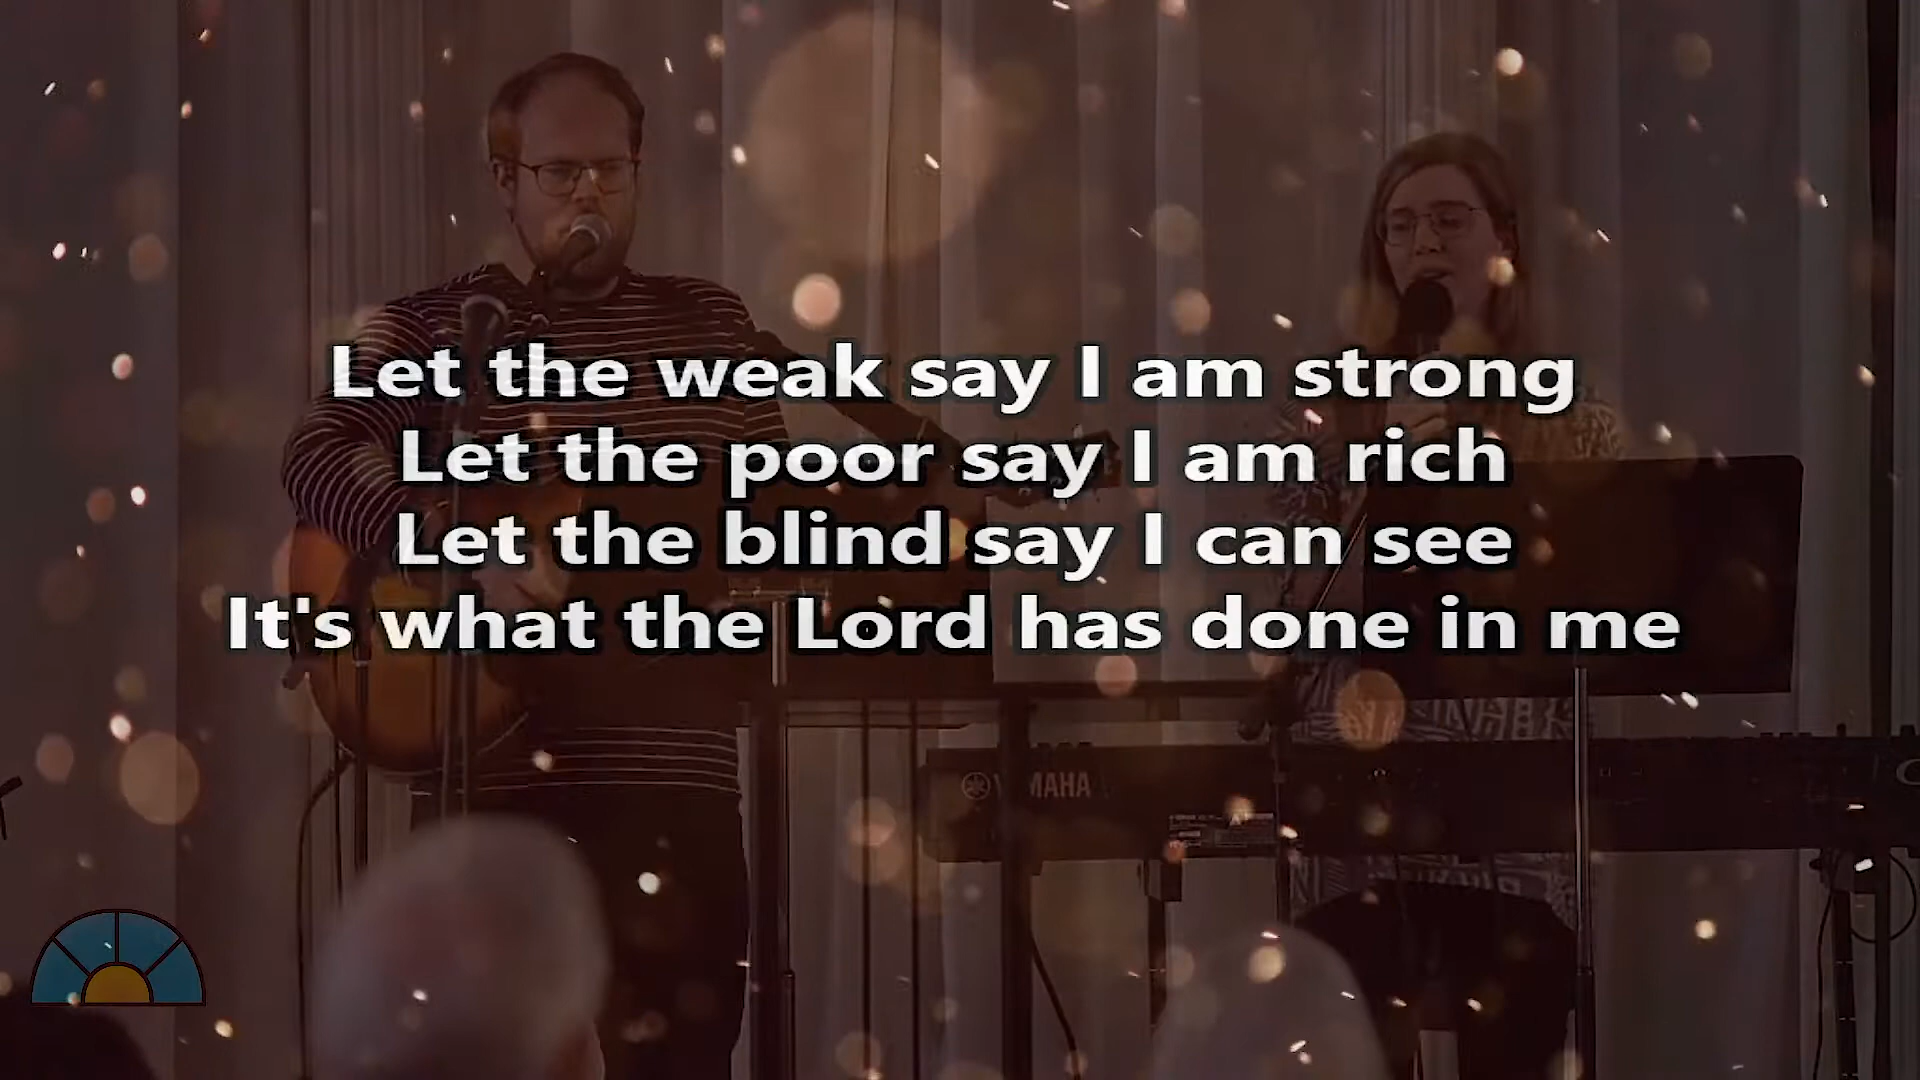 Let the weak say I am strong
Let the poor say I am rich
Let the blind say I can see
It's what the Lord has done in me
YAMAHA